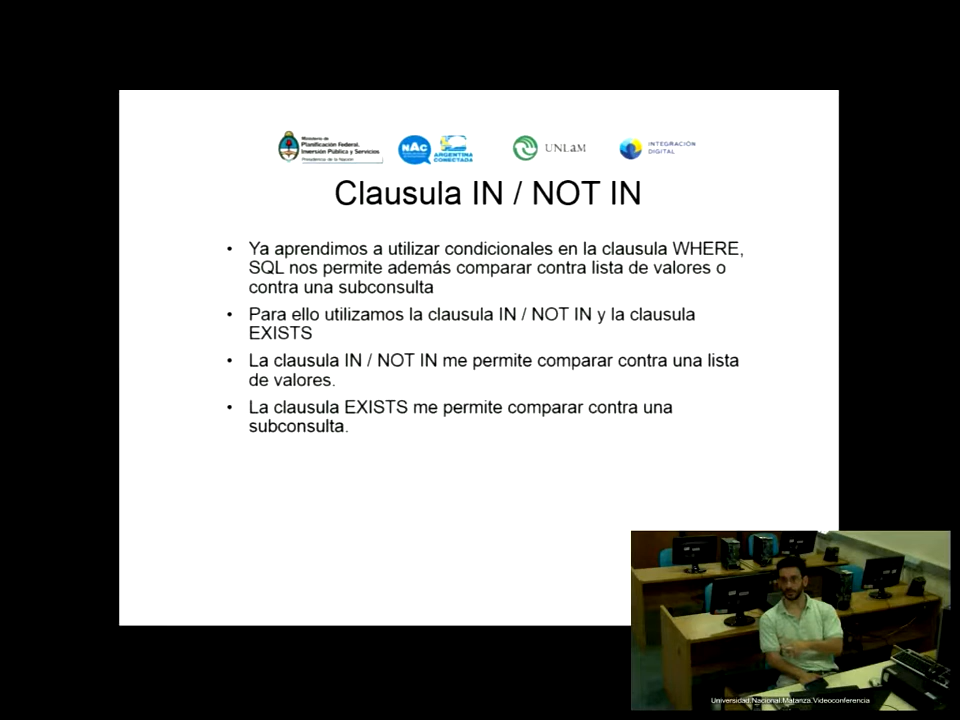 Ministerio de
Planificación Federal,
Inversión Pública y Servicios
Presidencia de la Nación
NAC
ARGENTINA
CONECTADA
UNLaM
INTEGRACIÓN
DIGITAL
Clausula IN / NOT IN
• Ya aprendimos a utilizar condicionales en la clausula WHERE,
SQL nos permite además comparar contra lista de valores o
contra una subconsulta
• Para ello utilizamos la clausula IN / NOT IN y la clausula
EXISTS
• La clausula IN / NOT IN me permite comparar contra una lista
de valores.
• La clausula EXISTS me permite comparar contra una
subconsulta.
Universidad.Nacional.Matanza.Videoconferencia